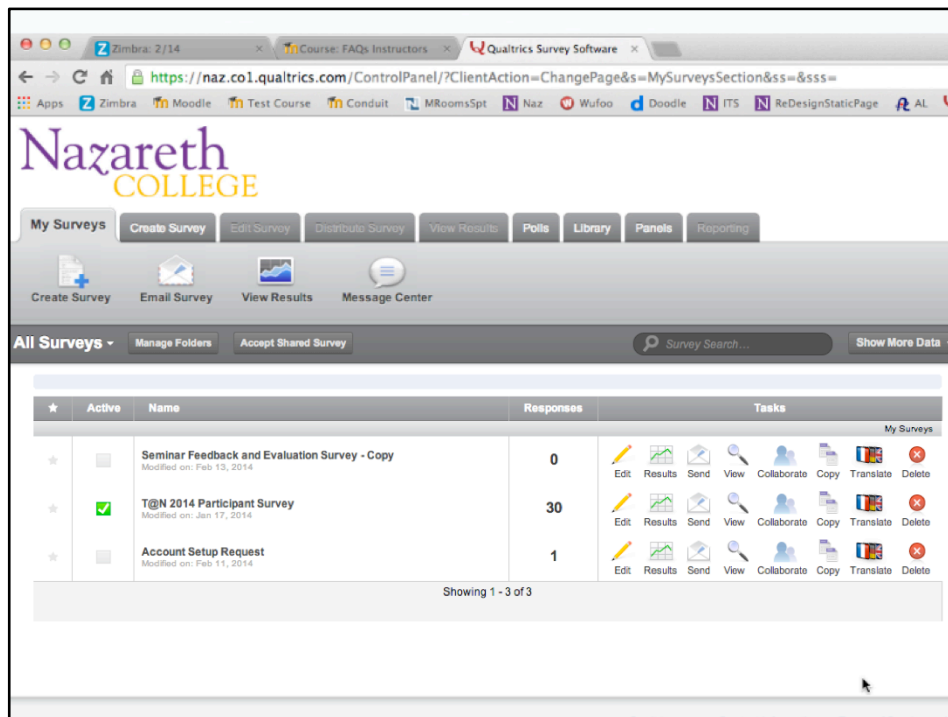 Zimbra: 2/14
Course: FAQs Instructors
Qualtrics Survey Software
https://naz.co1.qualtrics.com/ControlPanel/?ClientAction=ChangePage&s=MySurveysSection&ss=&sss=
Apps Zimbra Moodle Test Course Conduit MRoomsSpt Naz Wufoo Doodle ITS ReDesignStaticPage AL
Nazareth
COLLEGE
My Surveys Create Survey Edit Survey Distribute Survey View Results Polls Library Panels Reporting
Create Survey Email Survey View Results Message Center
All Surveys Manage Folders Accept Shared Survey Survey Search... Show More Data
Active Name Responses Tasks
My Surveys
Seminar Feedback and Evaluation Survey - Copy
Modified on: Feb 13, 2014
0
Edit Results Send View Collaborate Copy Translate Delete
T@N 2014 Participant Survey
Modified on: Jan 17, 2014
30
Edit Results Send View Collaborate Copy Translate Delete
Account Setup Request
Modified on: Feb 11, 2014
1
Edit Results Send View Collaborate Copy Translate Delete
Showing 1 - 3 of 3